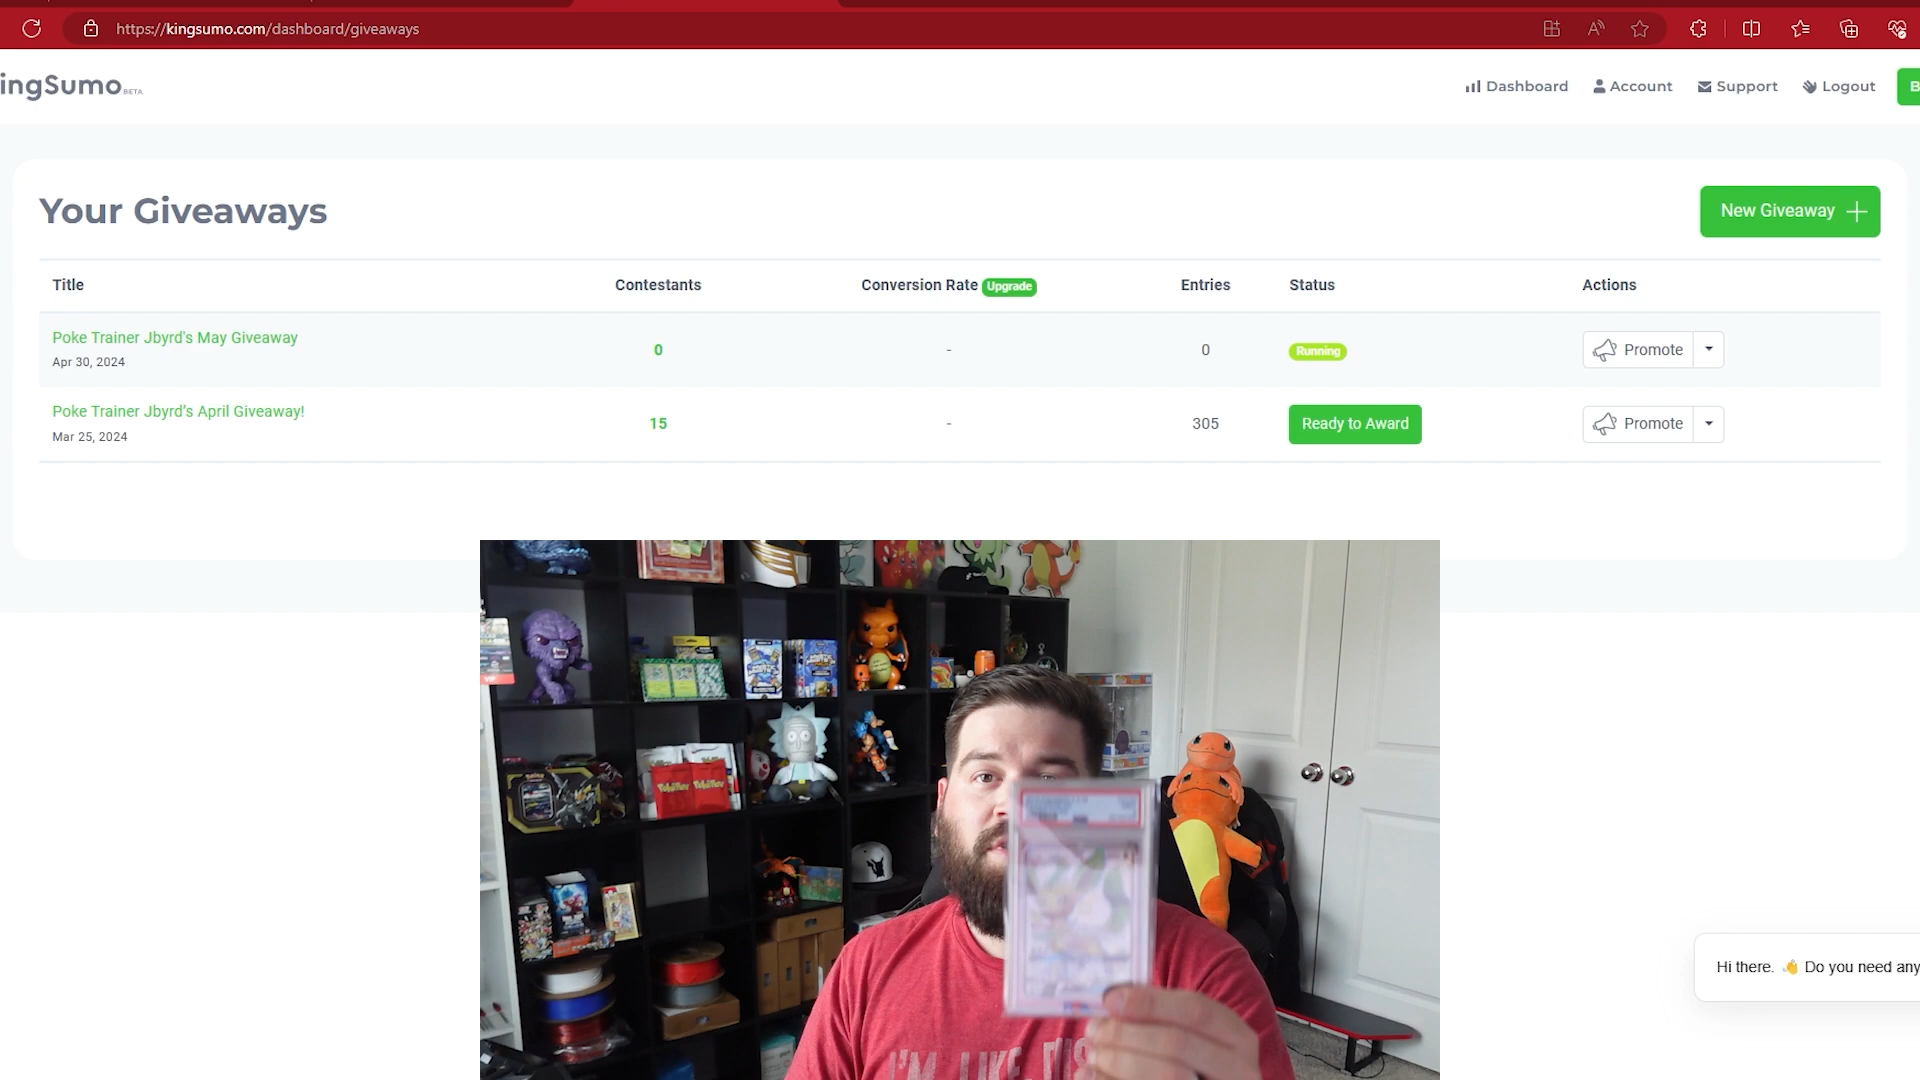 https://kingsumo.com/dashboard/giveaways
ingSumo BETA
Dashboard Account Support Logout B
Your Giveaways
New Giveaway
Title Contestants Conversion Rate Upgrade Entries Status Actions
Poke Trainer Jbyrd's May Giveaway
Apr 30, 2024
0 - 0 Running Promote
Poke Trainer Jbyrd's April Giveaway!
Mar 25, 2024
15 - 305 Ready to Award Promote
Hi there. 👋 Do you need any
I'M LIKE